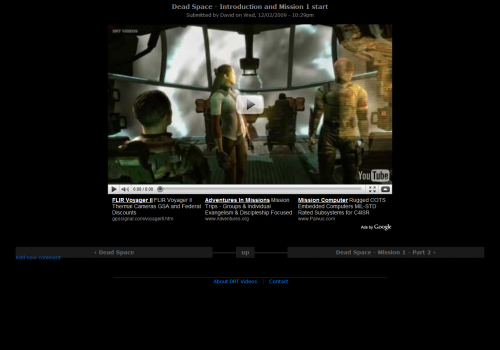 Dead Space - Introduction and Mission 1 start
Submitted by David on Wed, 12/02/2009 - 10:29pm
DRT VIDEOS
YouTube
0:00 / 0:00
FLIR Voyager II FLIR Voyager II
Thermal Cameras GSA and Federal
Discounts
gpssignal.com/voyagerII.htm
Adventures In Missions Mission
Trips - Groups & Individual
Evangelism & Discipleship Focused
www.Adventures.org
Mission Computer Rugged COTS
Embedded Computers MIL-STD
Rated Subsystems for C4ISR
Ads by Google
‹ Dead Space
up
Dead Space - Mission 1 - Part 2 ›
Add new comment
About DRT Videos | Contact